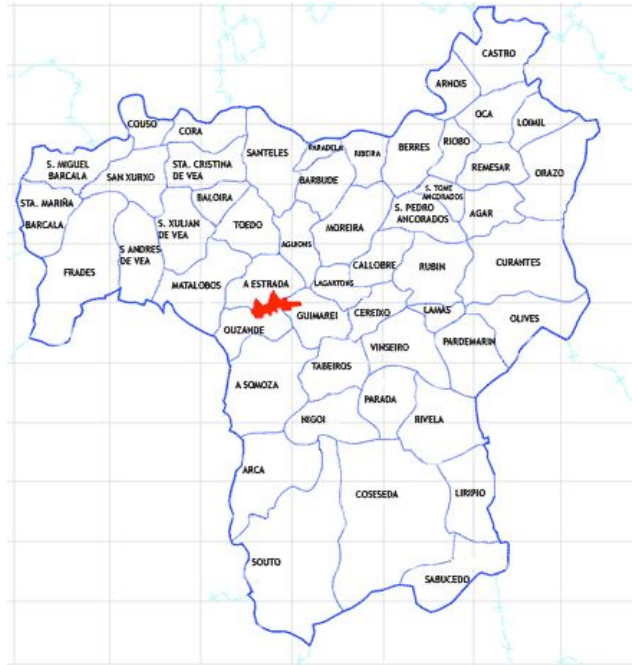 CASTRO
ARNOIS
OCA
LOIMIL
COUSO
CORA
SANTELES
PARADELA
RIBEIRA
BERRES
RIOBO
REMESAR
ORAZO
S. MIGUEL
BARCALA
SAN XURXO
STA. CRISTINA
DE VEA
BARBUDE
S. TOME
ANCORADOS
STA. MARIÑA
BARCALA
BALOIRA
S. XULIAN
DE VEA
TOEDO
MOREIRA
S. PEDRO
ANCORADOS
AGAR
AGUIONS
S ANDRES
DE VEA
FRADES
MATALOBOS
A ESTRADA
LAGARTONS
CALLOBRE
RUBIN
CURANTES
OUZANDE
GUIMAREI
CEREIXO
LAMAS
OLIVES
VINSEIRO
PARDEMARIN
A SOMOZA
TABEIROS
PARADA
NIGOI
RIVELA
ARCA
COSESEDA
LIRIPIO
SOUTO
SABUCEDO